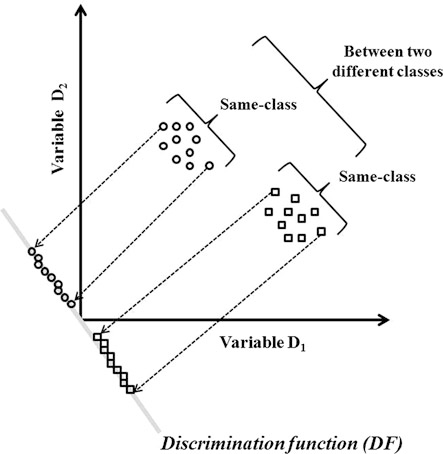 Between two
different classes
Variable D2
Same-class
Same-class
Variable D1
Discrimination function (DF)